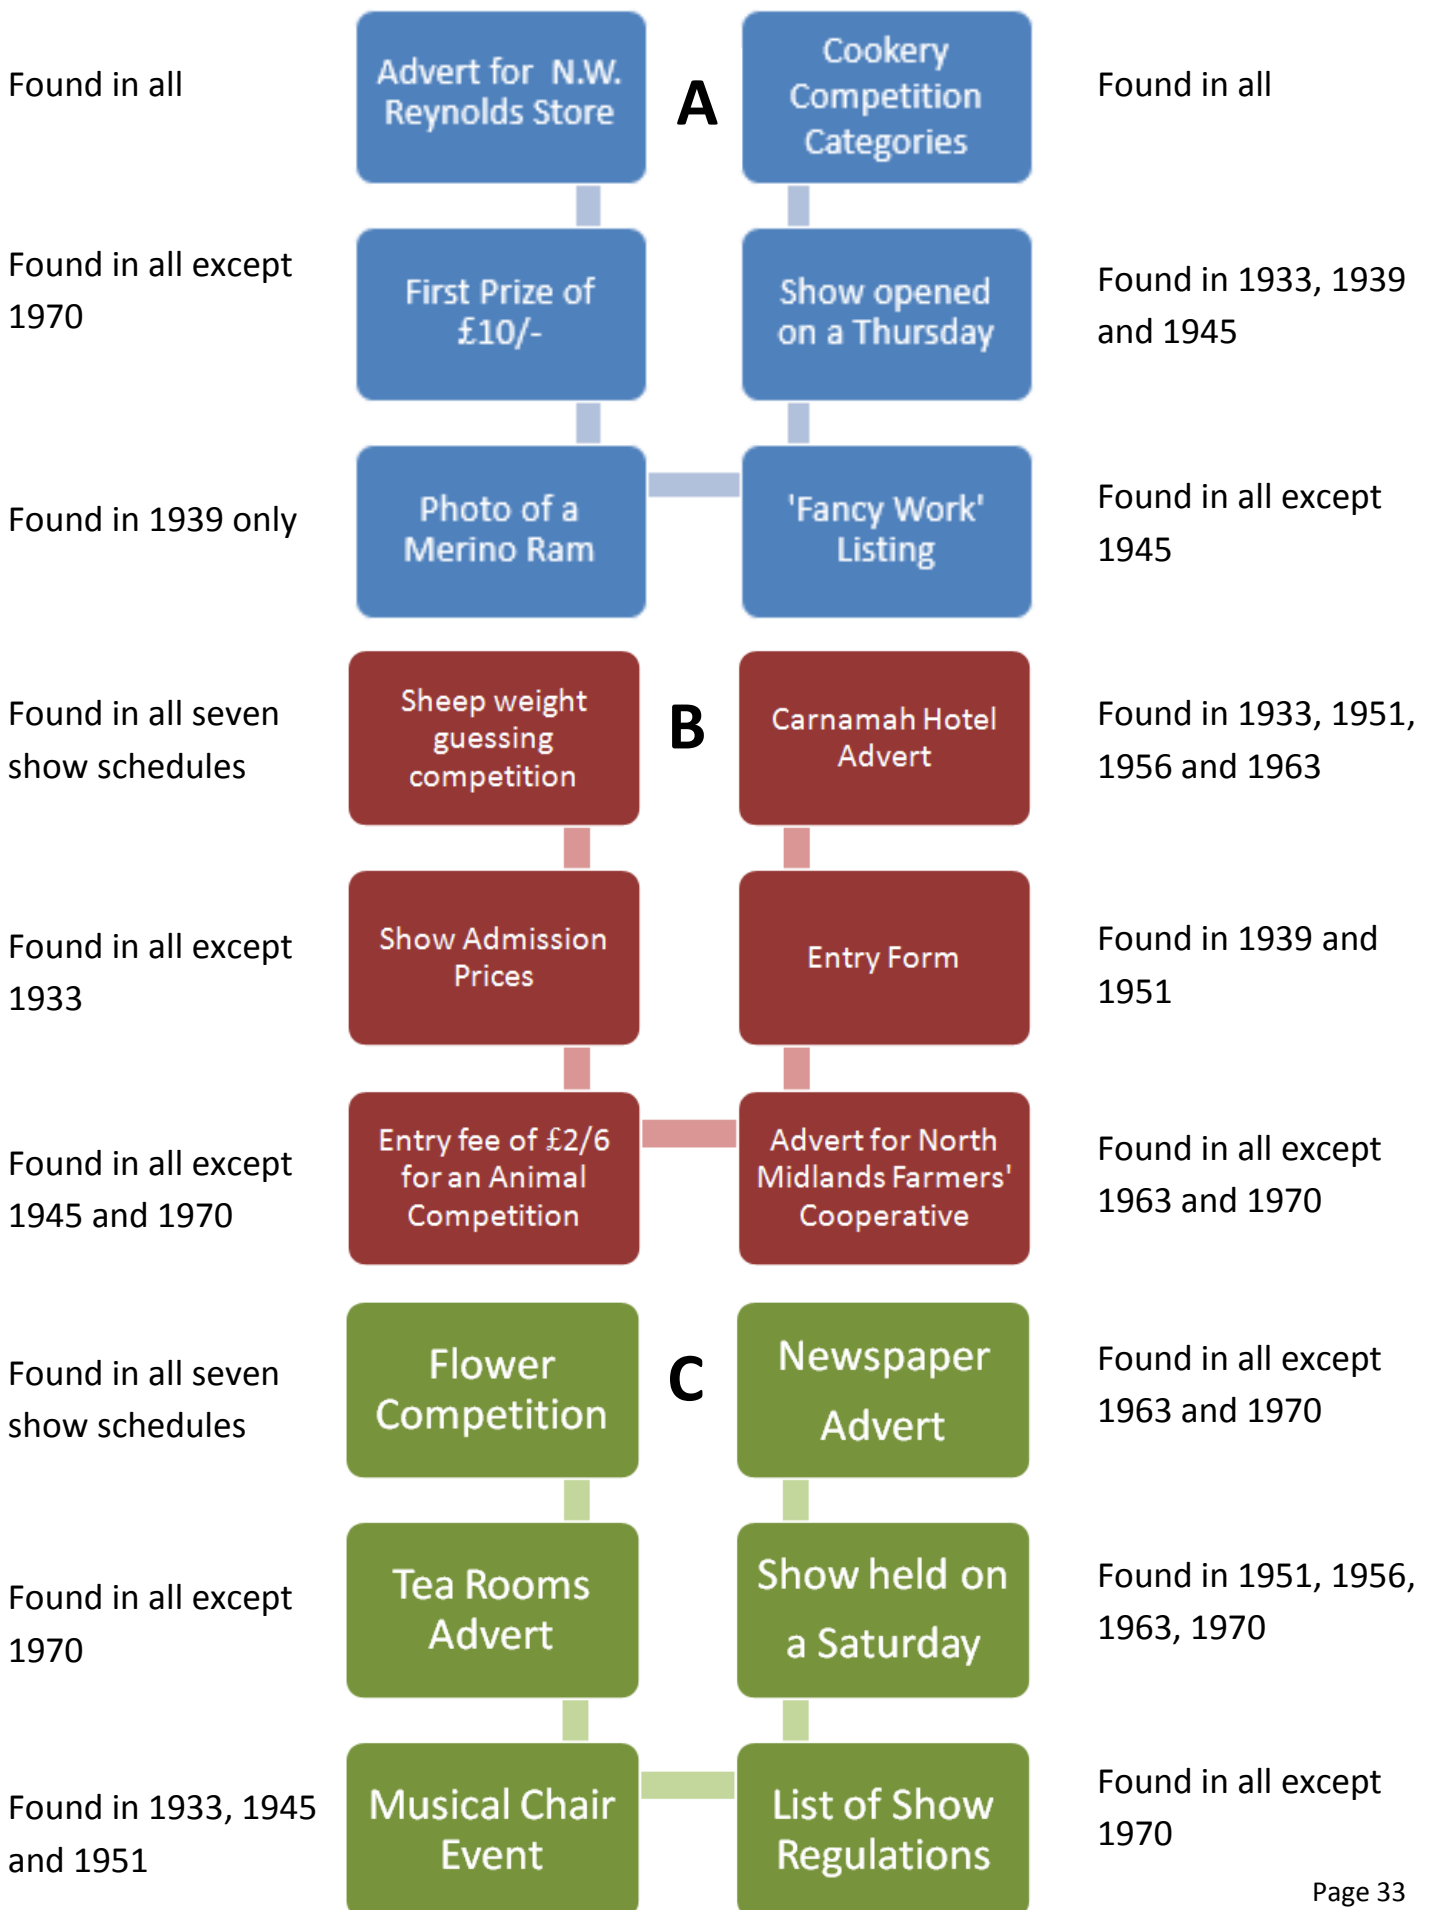 Found in all
Advert for N.W.
Reynolds Store
A
Cookery
Competition
Categories
Found in all
Found in all except
1970
First Prize of
£10/-
Show opened
on a Thursday
Found in 1933, 1939
and 1945
Found in 1939 only
Photo of a
Merino Ram
'Fancy Work'
Listing
Found in all except
1945
Found in all seven
show schedules
Sheep weight
guessing
competition
B
Carnamah Hotel
Advert
Found in 1933, 1951,
1956 and 1963
Found in all except
1933
Show Admission
Prices
Entry Form
Found in 1939 and
1951
Found in all except
1945 and 1970
Entry fee of £2/6
for an Animal
Competition
Advert for North
Midlands Farmers'
Cooperative
Found in all except
1963 and 1970
Found in all seven
show schedules
Flower
Competition
C
Newspaper
Advert
Found in all except
1963 and 1970
Found in all except
1970
Tea Rooms
Advert
Show held on
a Saturday
Found in 1951, 1956,
1963, 1970
Found in 1933, 1945
and 1951
Musical Chair
Event
List of Show
Regulations
Found in all except
1970
Page 33